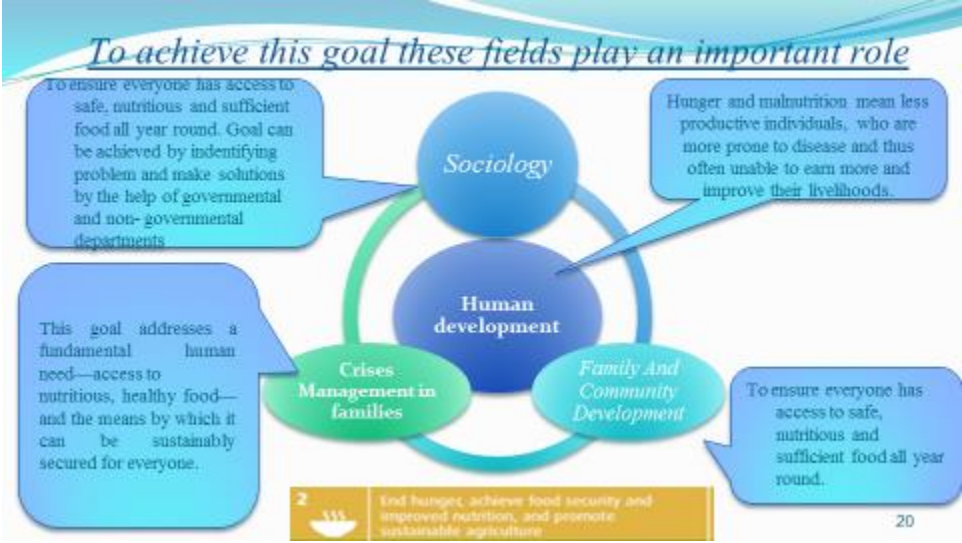 To achieve this goal these fields play an important role
To ensure everyone has access to
safe, nutritious and sufficient
food all year round. Goal can
be achieved by indentifying
problem and make solutions
by the help of governmental
and non- governmental
departments
Hunger and malnutrition mean less
productive individuals, who are
more prone to disease and thus
often unable to earn more and
improve their livelihoods.
Sociology
Human
development
Crises
Management in
families
Family And
Community
Development
This goal addresses a
fundamental human
need—access to
nutritious, healthy food—
and the means by which it
can be sustainably
secured for everyone.
To ensure everyone has
access to safe,
nutritious and
sufficient food all year
round.
2
End hunger, achieve food security and
improved nutrition, and promote
sustainable agriculture
20